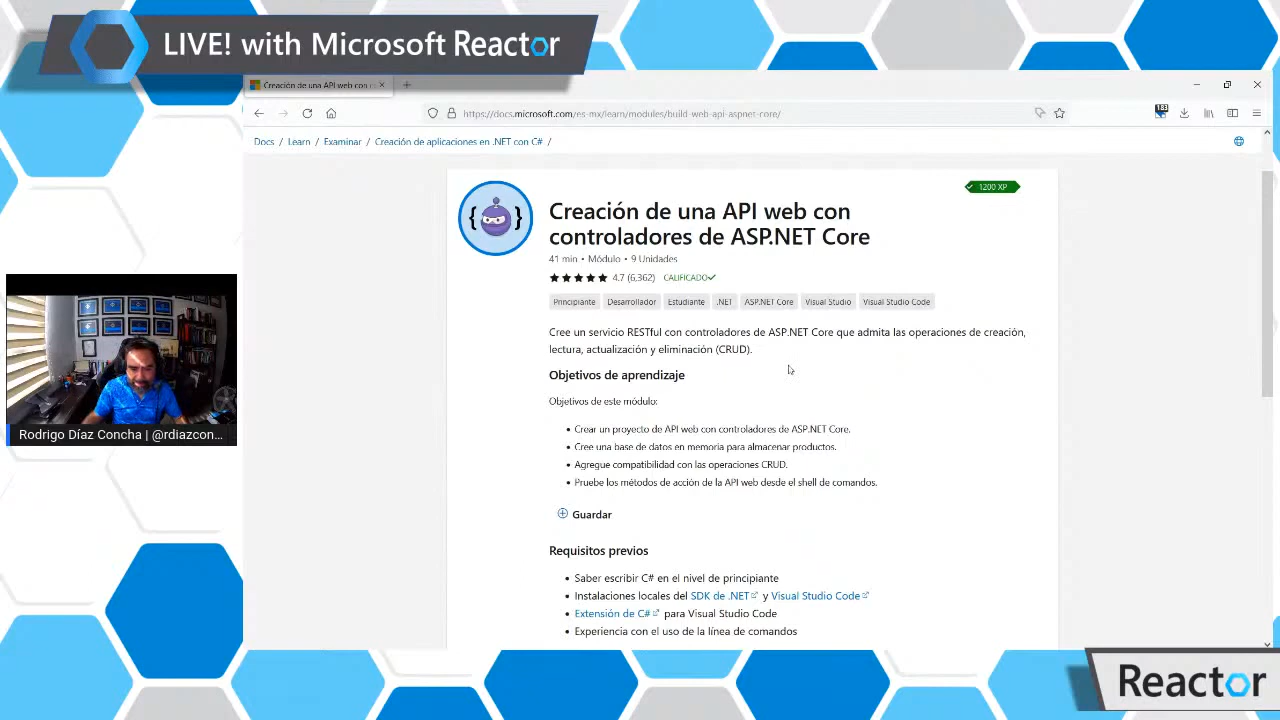 LIVE! with Microsoft Reactor
Creación de una API web con co
https://docs.microsoft.com/es-mx/learn/modules/build-web-api-aspnet-core/
183
Docs / Learn / Examinar / Creación de aplicaciones en .NET con C# /
1200 XP
Creación de una API web con
controladores de ASP.NET Core
41 min • Módulo • 9 Unidades
4.7 (6,362) CALIFICADO
Principiante Desarrollador Estudiante .NET ASP.NET Core Visual Studio Visual Studio Code
Cree un servicio RESTful con controladores de ASP.NET Core que admita las operaciones de creación,
lectura, actualización y eliminación (CRUD).
Objetivos de aprendizaje
Objetivos de este módulo:
• Crear un proyecto de API web con controladores de ASP.NET Core.
• Cree una base de datos en memoria para almacenar productos.
• Agregue compatibilidad con las operaciones CRUD.
• Pruebe los métodos de acción de la API web desde el shell de comandos.
Guardar
Requisitos previos
• Saber escribir C# en el nivel de principiante
• Instalaciones locales del SDK de .NET y Visual Studio Code
• Extensión de C# para Visual Studio Code
• Experiencia con el uso de la línea de comandos
Rodrigo Díaz Concha | @rdiazcon...
Reactor